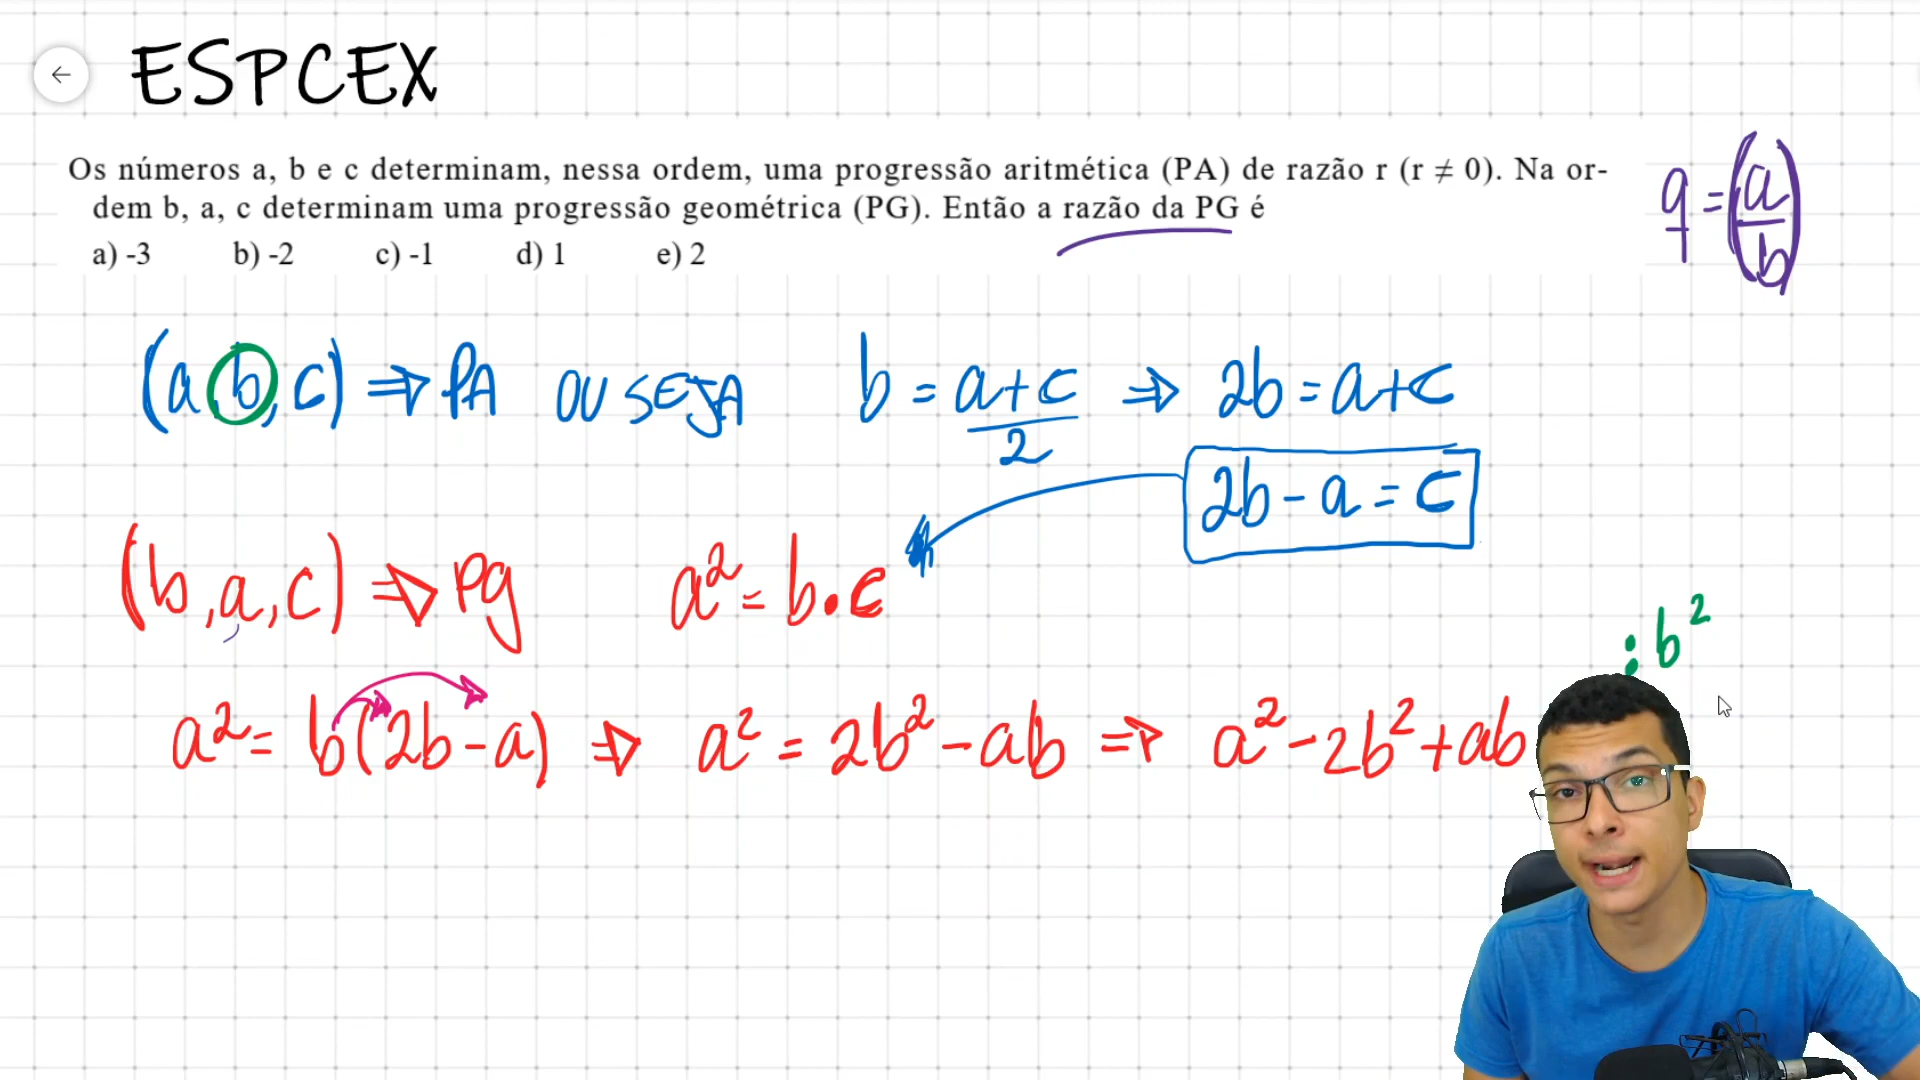 ESPCEX
Os números a, b e c determinam, nessa ordem, uma progressão aritmética (PA) de razão r (r ≠ 0). Na or-
dem b, a, c determinam uma progressão geométrica (PG). Então a razão da PG é
a) -3 b) -2 c) -1 d) 1 e) 2
q = (a/b)
(a, b, c) ⇒ PA OU SEJA b = a+c/2 ⇒ 2b = a+c
2b - a = c
(b, a, c) ⇒ PG a² = b.c
: b²
a² = b(2b - a) ⇒ a² = 2b² - ab ⇒ a² - 2b² + ab